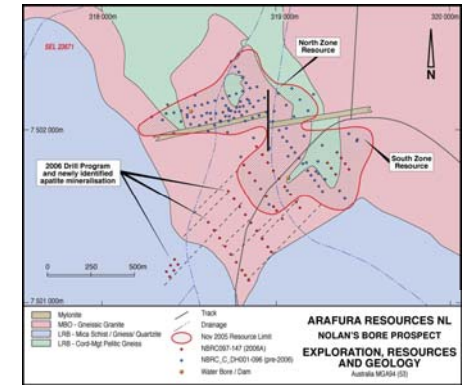 318 000m
319 000m
320 000m
SEL 23671
North Zone
Resource
N
7 502 000m
South Zone
Resource
2006 Drill Program
and newly identified
apatite mineralisation
0 250 500m
7 501 000m
Mylonite
MBO - Gneissic Granite
LRB - Mica Schist / Gneiss/ Quartzite
LRB - Cord-Mgt Pelitic Gneiss
Track
Drainage
Nov 2005 Resource Limit
NBRC097-147 (2006A)
NBRC_C_DH001-096 (pre-2006)
Water Bore / Dam
ARAFURA RESOURCES NL
NOLAN'S BORE PROSPECT
EXPLORATION, RESOURCES
AND GEOLOGY
Australia MGA94 (53)